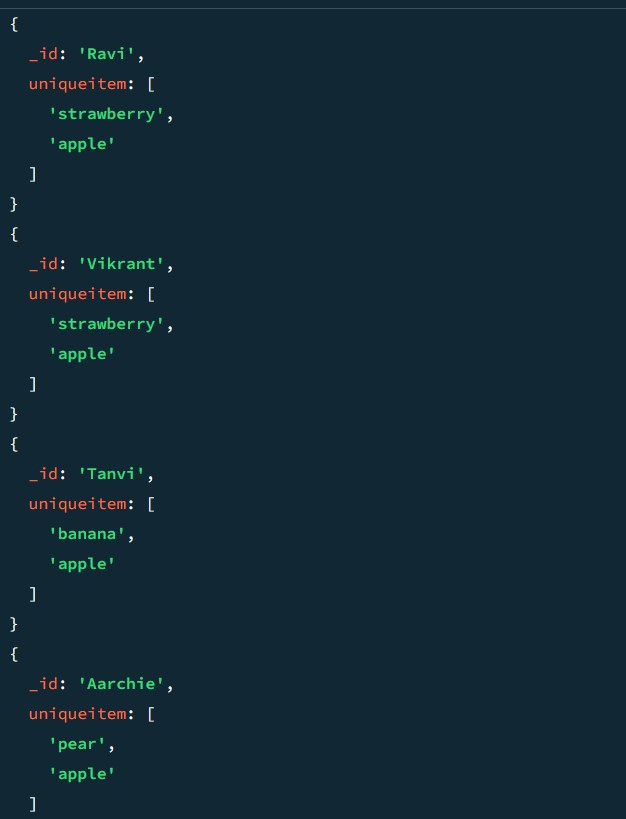 {
  _id: 'Ravi',
  uniqueitem: [
    'strawberry',
    'apple'
  ]
}
{
  _id: 'Vikrant',
  uniqueitem: [
    'strawberry',
    'apple'
  ]
}
{
  _id: 'Tanvi',
  uniqueitem: [
    'banana',
    'apple'
  ]
}
{
  _id: 'Aarchie',
  uniqueitem: [
    'pear',
    'apple'
  ]